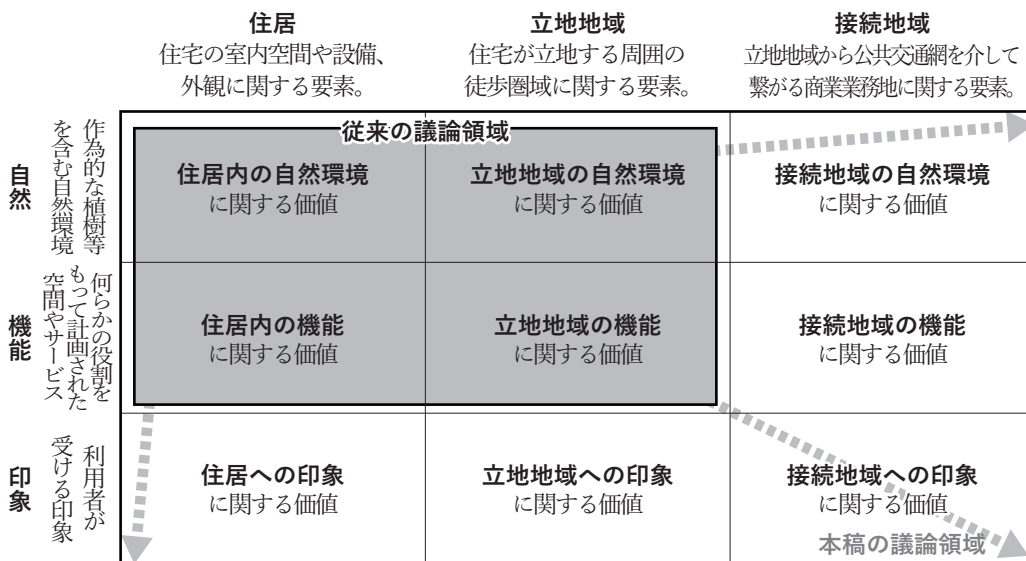 住居
住宅の室内空間や設備、
外観に関する要素。
立地地域
住宅が立地する周囲の
徒歩圏域に関する要素。
接続地域
立地地域から公共交通網を介して
繋がる商業業務地に関する要素。
従来の議論領域
自然
作為的な植樹等
を含む自然環境
住居内の自然環境
に関する価値
立地地域の自然環境
に関する価値
接続地域の自然環境
に関する価値
機能
何らかの役割を
もって計画された
空間やサービス
住居内の機能
に関する価値
立地地域の機能
に関する価値
接続地域の機能
に関する価値
印象
利用者が
受ける印象
住居への印象
に関する価値
立地地域への印象
に関する価値
接続地域への印象
に関する価値
本稿の議論領域